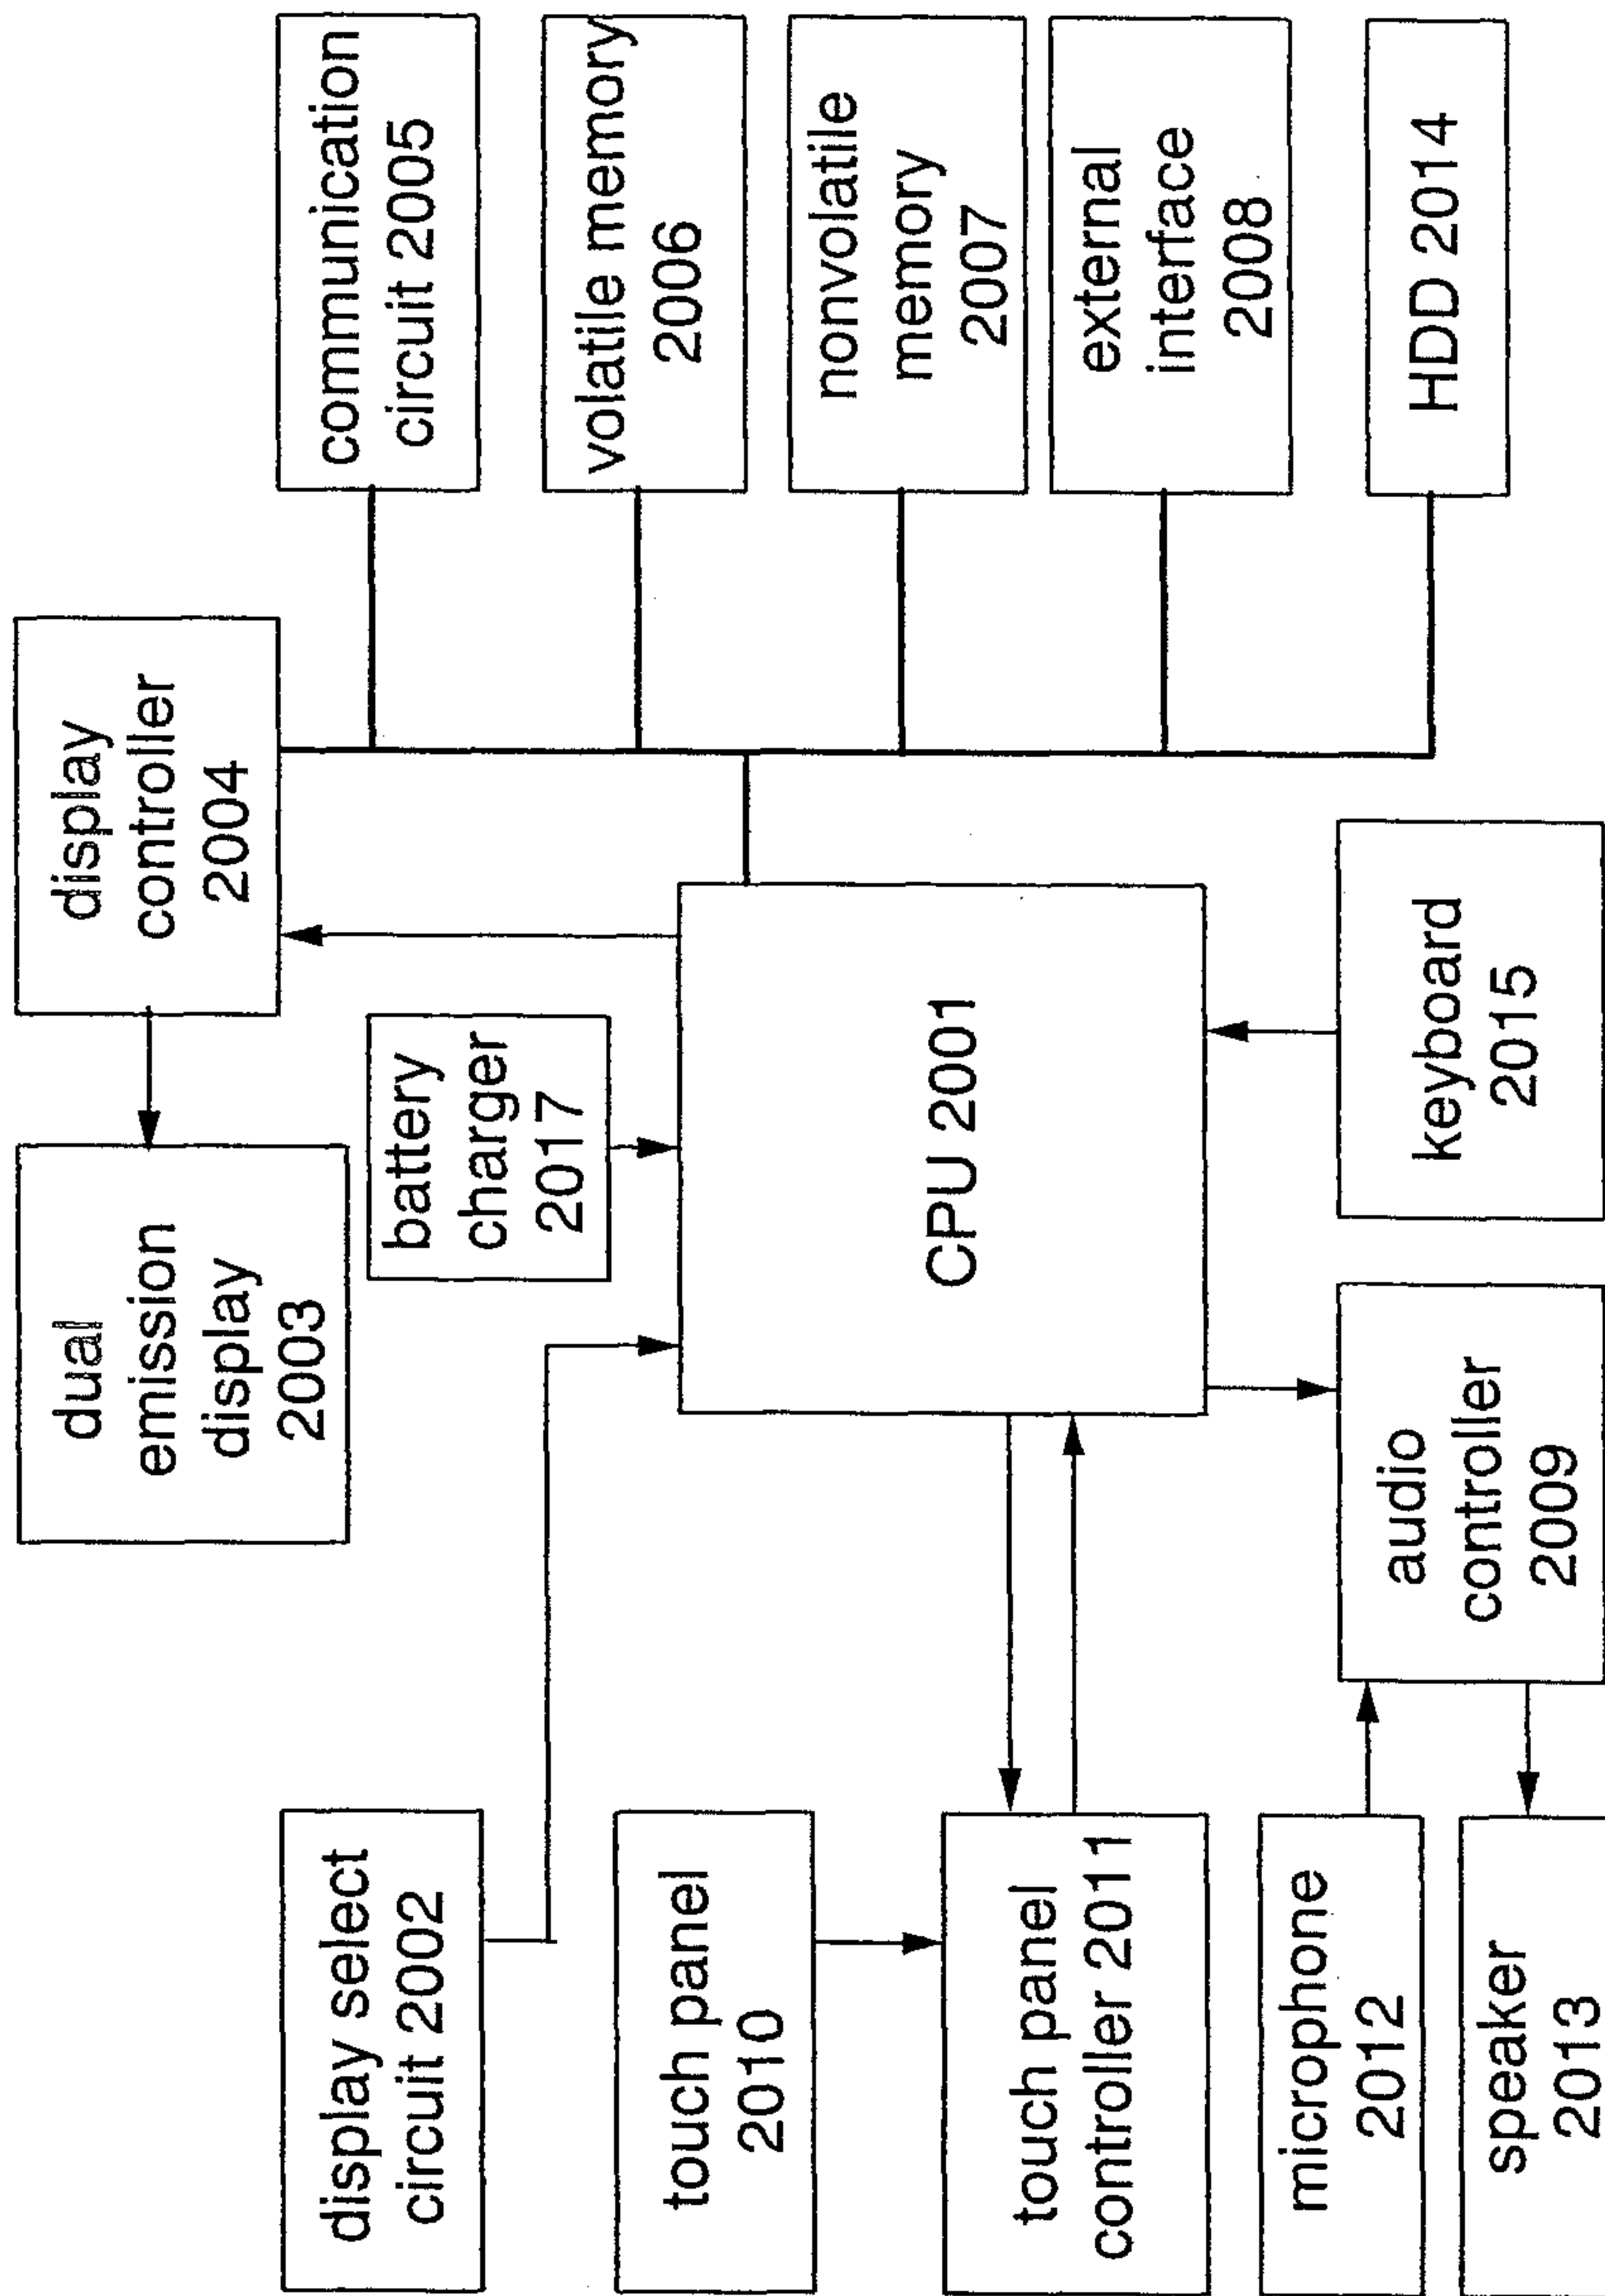 display select
circuit 2002
touch panel
2010
touch panel
controller 2011
microphone
2012
speaker
2013
dual
emission
display
2003
battery
charger
2017
CPU 2001
audio
controller
2009
display
controller
2004
keyboard
2015
communication
circuit 2005
volatile memory
2006
nonvolatile
memory
2007
external
interface
2008
HDD 2014